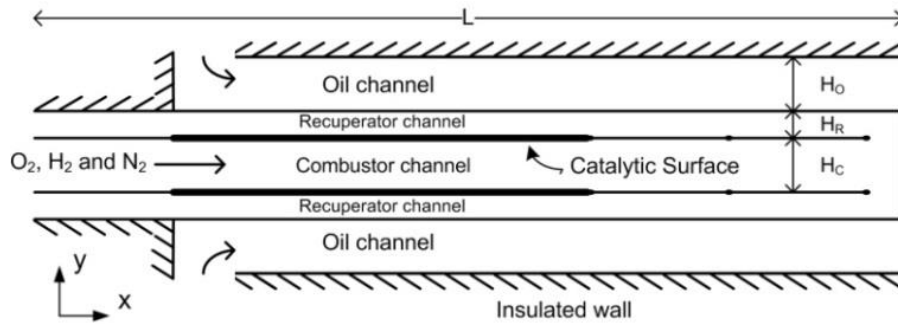 L
Oil channel
H_O
Recuperator channel
H_R
O₂, H₂ and N₂
Combustor channel
Catalytic Surface
H_C
Recuperator channel
Oil channel
y
x
Insulated wall